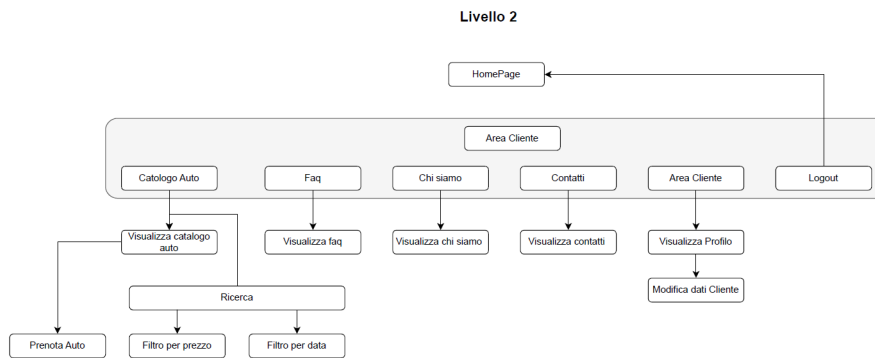 Livello 2
HomePage
Area Cliente
Catologo Auto
Faq
Chi siamo
Contatti
Area Cliente
Logout
Visualizza catalogo
auto
Visualizza faq
Visualizza chi siamo
Visualizza contatti
Visualizza Profilo
Modifica dati Cliente
Ricerca
Prenota Auto
Filtro per prezzo
Filtro per data